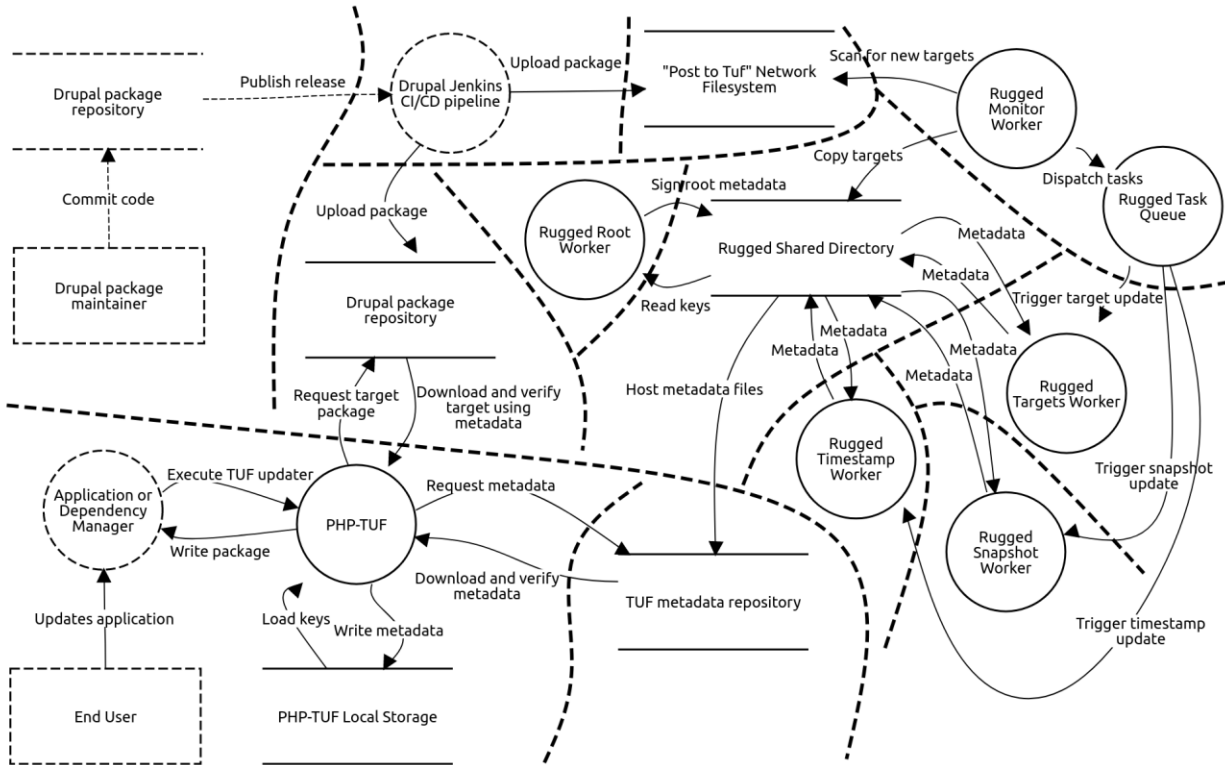 Drupal package
repository
Publish release
Drupal Jenkins
CI/CD pipeline
Upload package
"Post to Tuf" Network
Filesystem
Scan for new targets
Rugged
Monitor
Worker
Commit code
Upload package
Sign root metadata
Copy targets
Dispatch tasks
Rugged Task
Queue
Drupal package
maintainer
Rugged Root
Worker
Rugged Shared Directory
Metadata
Metadata
Read keys
Trigger target update
Drupal package
repository
Metadata
Metadata
Metadata
Metadata
Request target
package
Download and verify
target using
metadata
Host metadata files
Rugged
Targets Worker
Rugged
Timestamp
Worker
Execute TUF updater
Application or
Dependency
Manager
PHP-TUF
Request metadata
Trigger snapshot
update
Write package
Rugged
Snapshot
Worker
Download and verify
metadata
TUF metadata repository
Updates application
Load keys
Write metadata
Trigger timestamp
update
End User
PHP-TUF Local Storage